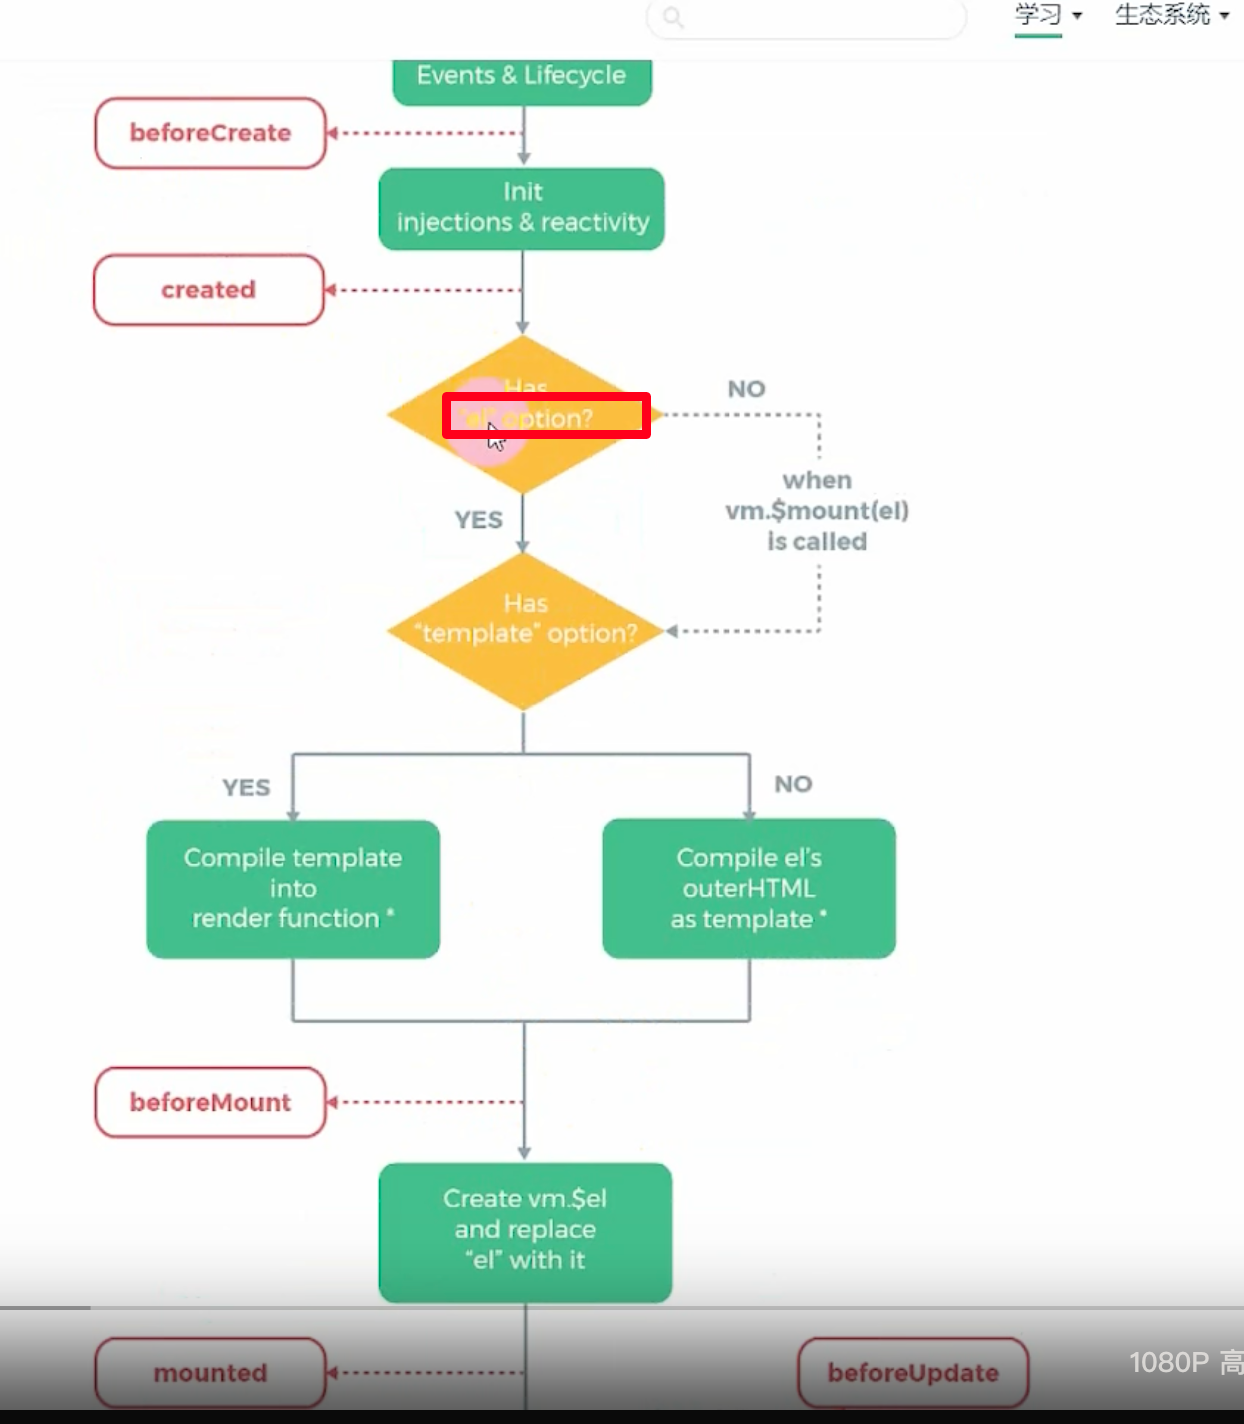 学习
生态系统
Events & Lifecycle
beforeCreate
Init
injections & reactivity
created
Has
"el" option?
NO
when
vm.$mount(el)
is called
YES
Has
"template" option?
YES
NO
Compile template
into
render function *
Compile el's
outerHTML
as template *
beforeMount
Create vm.$el
and replace
"el" with it
mounted
beforeUpdate
1080P 高